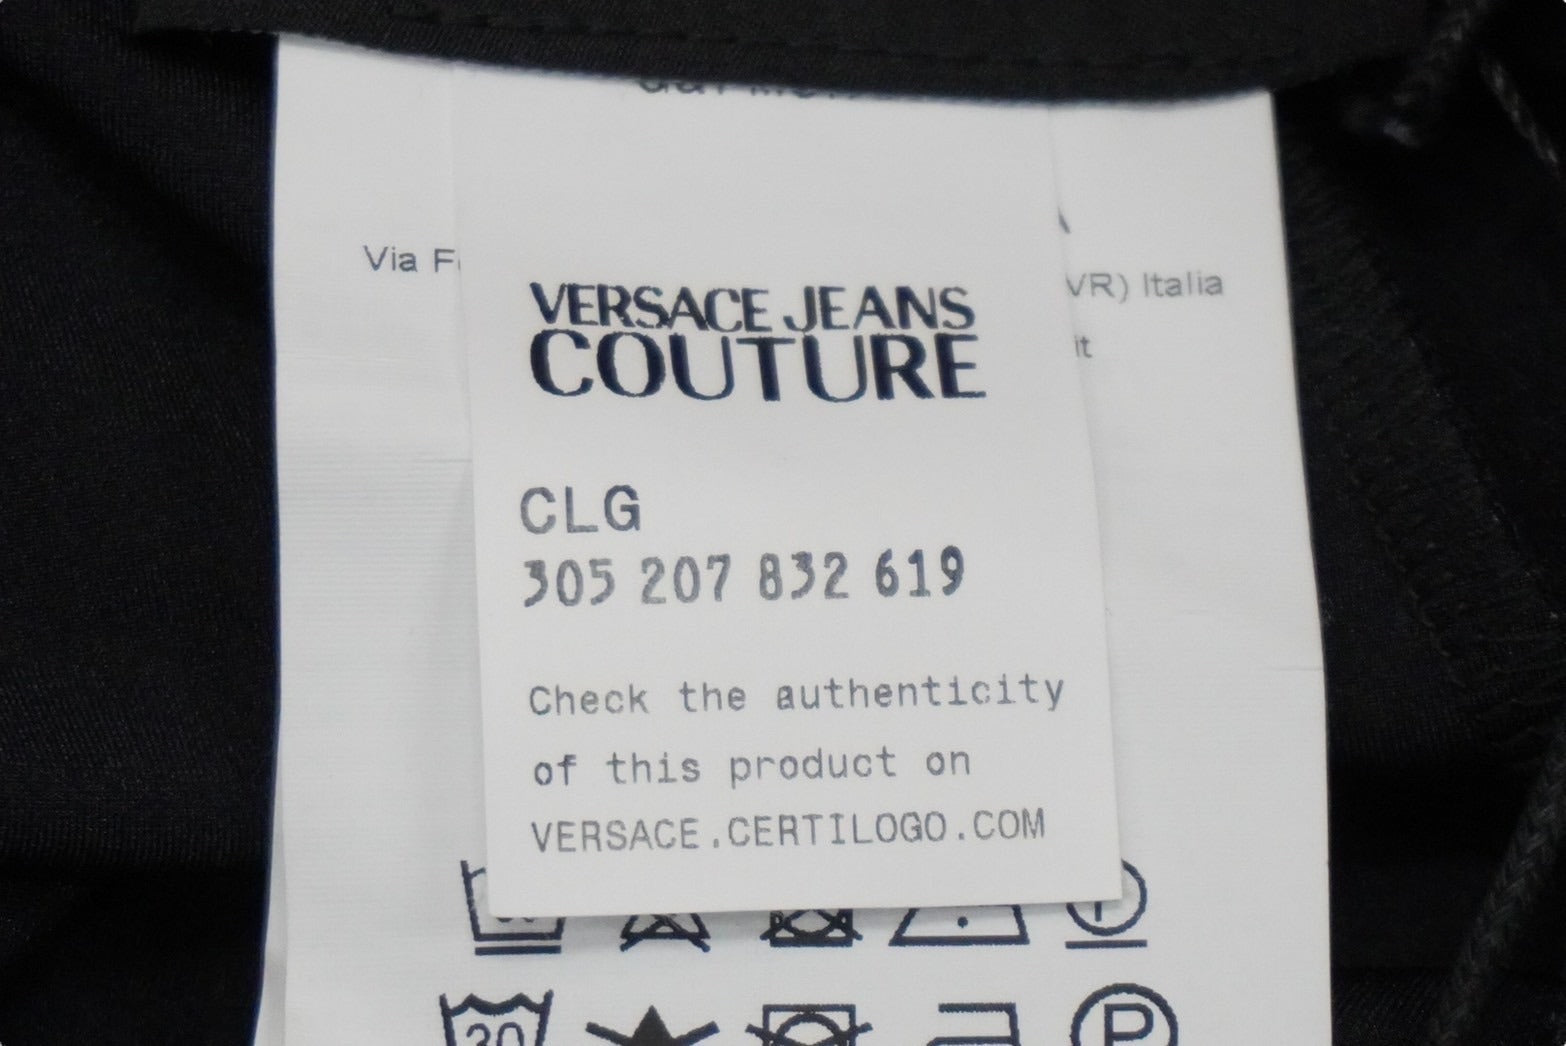 Via
VR) Italia
it
VERSACE JEANS
COUTURE
CLG
305 207 832 619
Check the authenticity
of this product on
VERSACE.CERTILOGO.COM
P
30
P